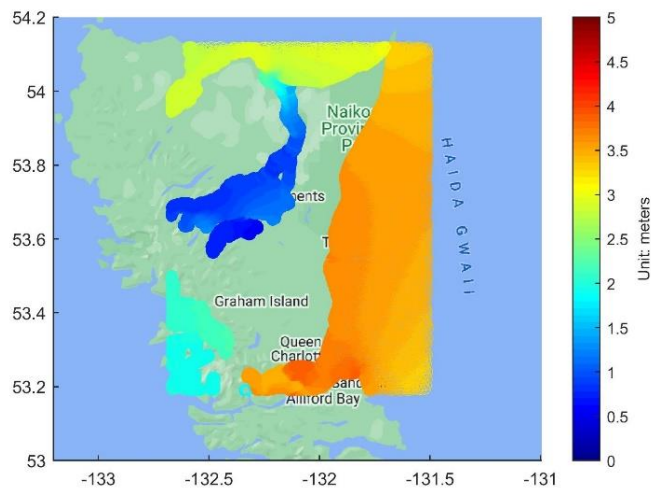 54.2
54
53.8
53.6
53.4
53.2
53
-133
-132.5
-132
-131.5
-131
Naiko
Provin
P
HAIDA GWAII
ments
T
Graham Island
Queen
Charlott
Sand
Alliford Bay
5
4.5
4
3.5
3
2.5
2
1.5
1
0.5
0
Unit: meters